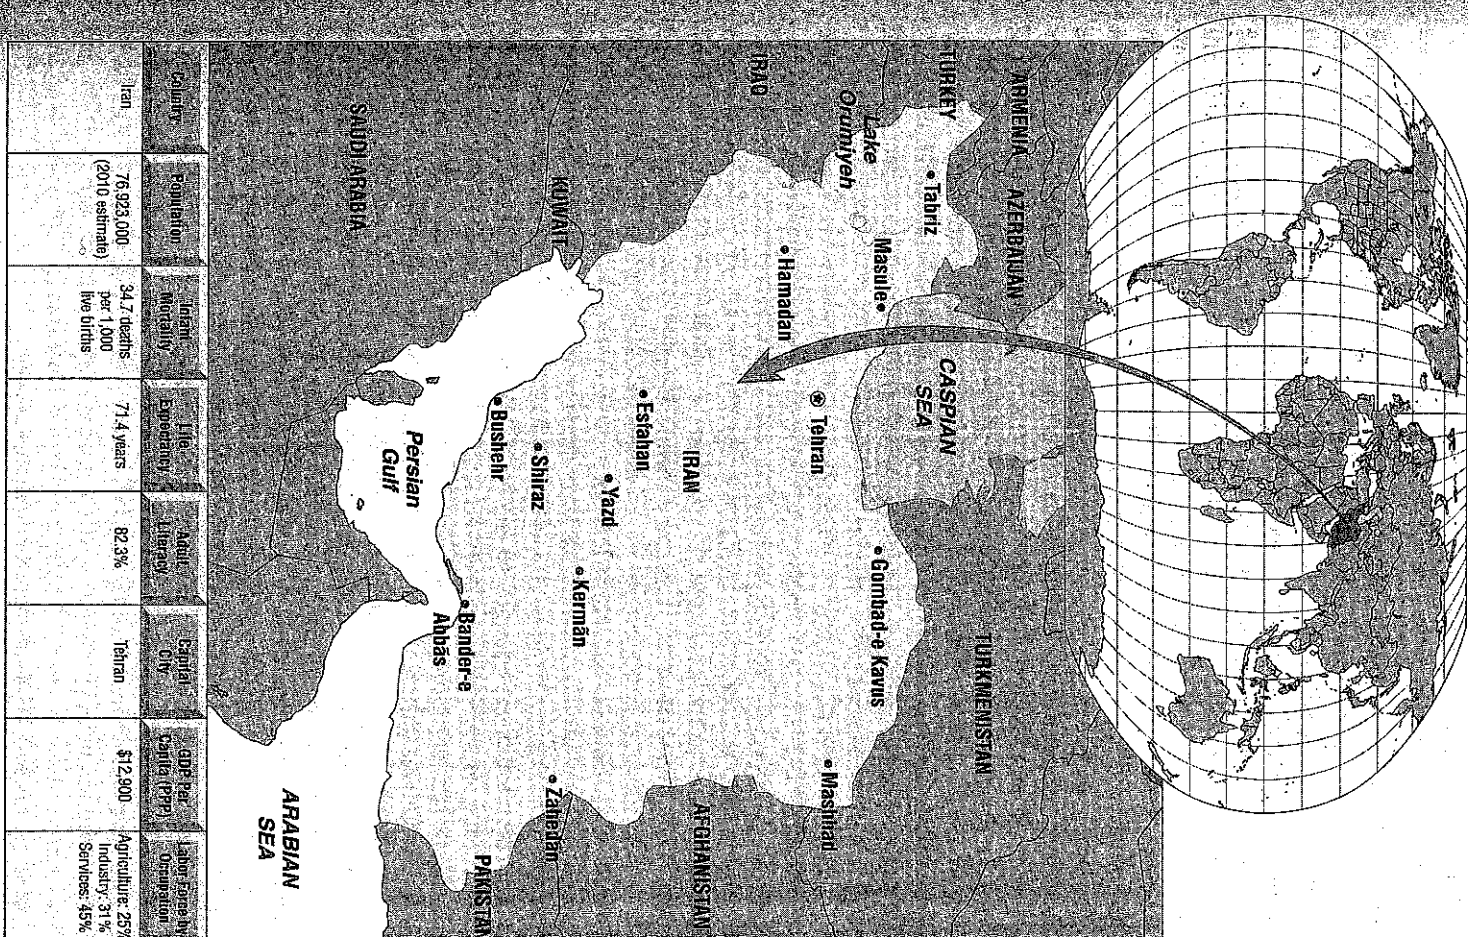 ARMENIA
AZERBAIJAN
TURKEY
CASPIAN
SEA
TURKMENISTAN
Tabriz
Lake
Orumiyeh
Masule
Gombad-e Kavus
Tehran
Mashhad
Hamadan
IRAQ
IRAN
AFGHANISTAN
Esfahan
Yazd
Kermān
Zahedan
KUWAIT
Shiraz
Bushehr
Bander-e
Abbās
PAKISTAN
Persian
Gulf
SAUDI ARABIA
ARABIAN
SEA
Country
Population
Infant
Mortality
Life
Expectancy
Adult
Literacy
Capital
City
GDP Per
Capita (PPP)
Labor Force by
Occupation
Iran
76,923,000
(2010 estimate)
34.7 deaths
per 1,000
live births
71.4 years
82.3%
Tehran
$12,900
Agriculture: 25%
Industry: 31%
Services: 45%